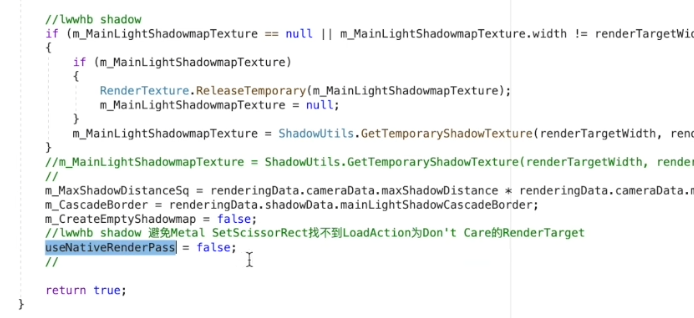 //lwwhb shadow
if (m_MainLightShadowmapTexture == null || m_MainLightShadowmapTexture.width != renderTargetWid
{
if (m_MainLightShadowmapTexture)
{
RenderTexture.ReleaseTemporary(m_MainLightShadowmapTexture);
m_MainLightShadowmapTexture = null;
}
m_MainLightShadowmapTexture = ShadowUtils.GetTemporaryShadowTexture(renderTargetWidth, rend
}
//m_MainLightShadowmapTexture = ShadowUtils.GetTemporaryShadowTexture(renderTargetWidth, render
//
m_MaxShadowDistanceSq = renderingData.cameraData.maxShadowDistance * renderingData.cameraData.m
m_CascadeBorder = renderingData.shadowData.mainLightShadowCascadeBorder;
m_CreateEmptyShadowmap = false;
//lwwhb shadow 避免Metal SetScissorRect找不到LoadAction为Don't Care的RenderTarget
useNativeRenderPass = false;
//
return true;
}